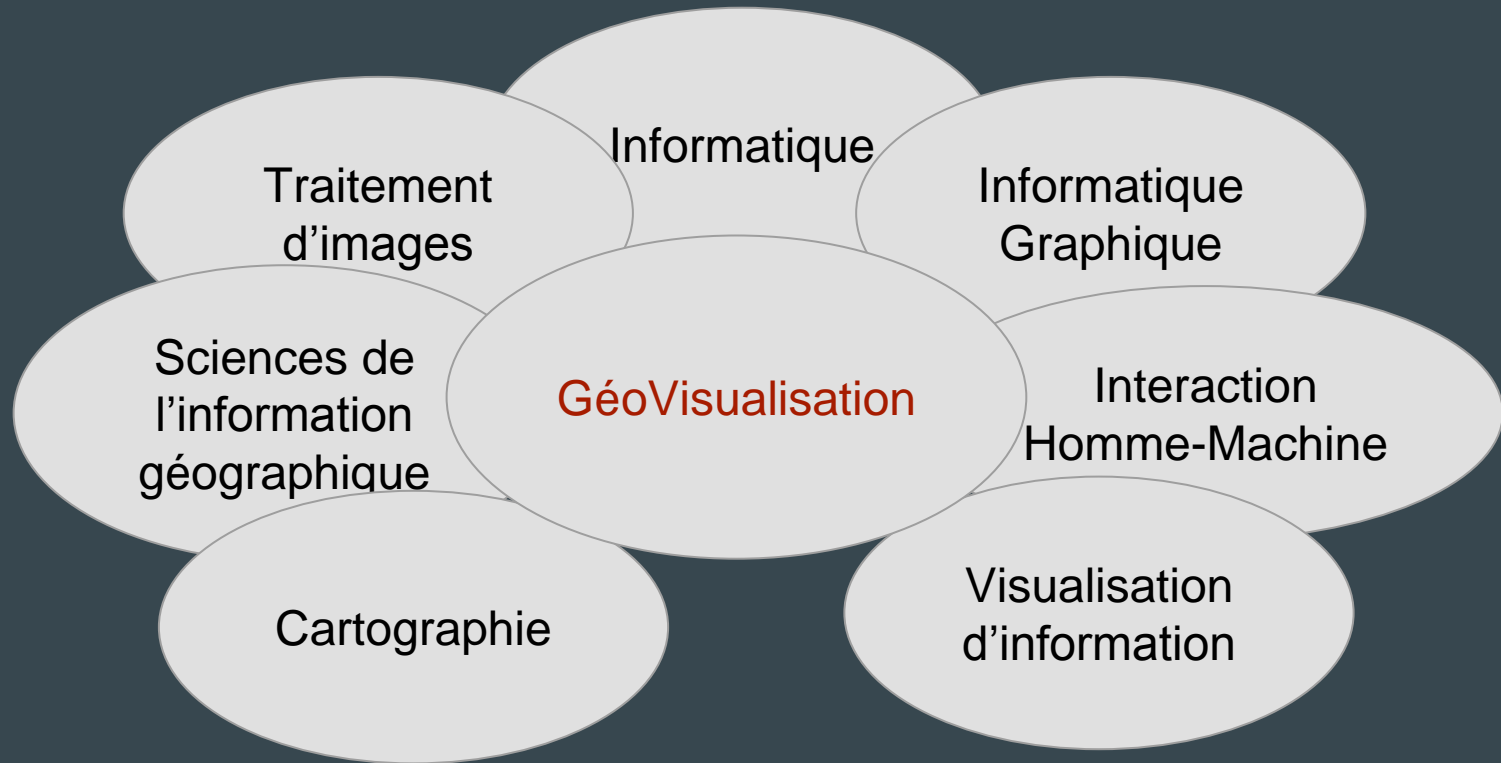 Informatique
Traitement
d’images
Informatique
Graphique
Sciences de
l’information
géographique
GéoVisualisation
Interaction
Homme-Machine
Cartographie
Visualisation
d’information